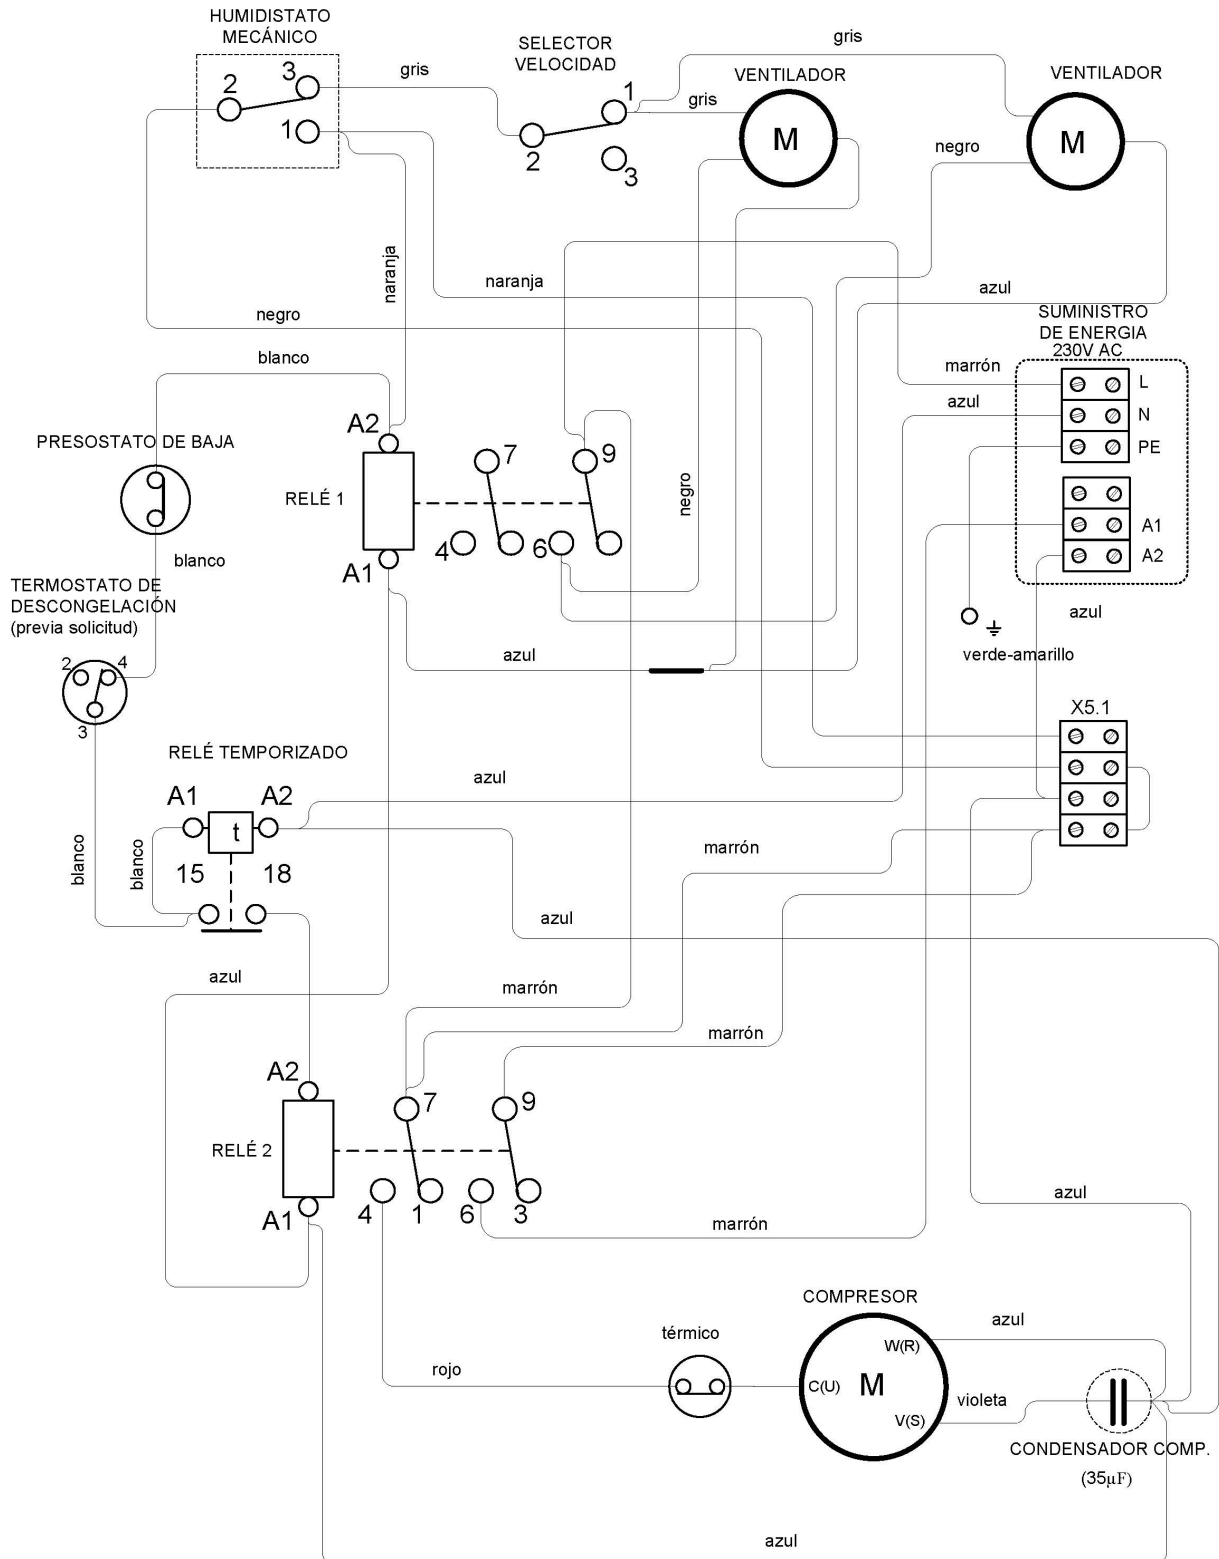 HUMIDISTATO
MECÁNICO
2
3
1
gris
SELECTOR
VELOCIDAD
1
2
3
gris
gris
VENTILADOR
M
VENTILADOR
M
negro
naranja
naranja
azul
negro
blanco
SUMINISTRO
DE ENERGIA
230V AC
marrón
L
azul
N
PE
A1
A2
azul
verde-amarillo
PRESOSTATO DE BAJA
A2
RELÉ 1
A1
7
9
4
6
negro
blanco
TERMOSTATO DE
DESCONGELACIÓN
(previa solicitud)
2
4
3
azul
X5.1
RELÉ TEMPORIZADO
A1
A2
t
15
18
azul
blanco
blanco
marrón
azul
azul
marrón
marrón
A2
RELÉ 2
A1
7
9
4
1
6
3
marrón
azul
COMPRESOR
W(R)
C(U)
M
V(S)
azul
térmico
rojo
violeta
CONDENSADOR COMP.
(35µF)
azul